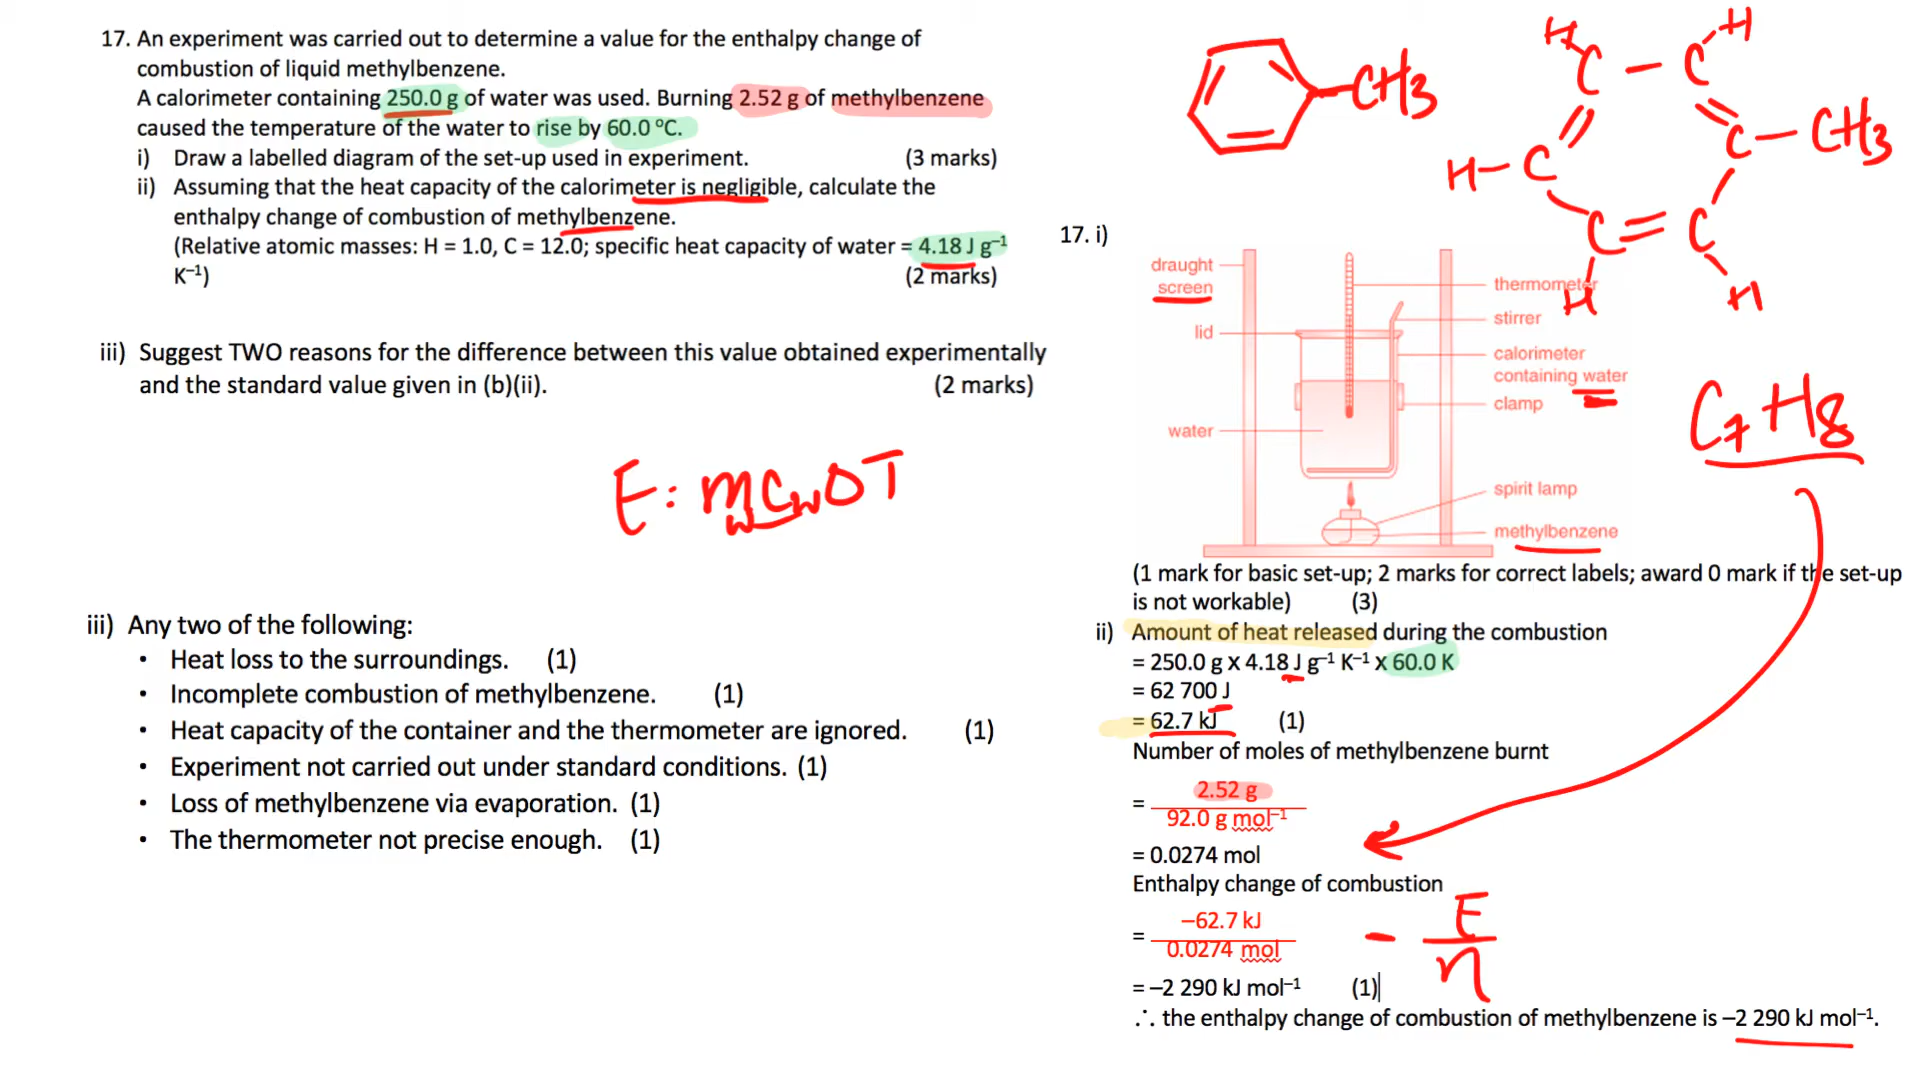 17. An experiment was carried out to determine a value for the enthalpy change of
combustion of liquid methylbenzene.
A calorimeter containing 250.0 g of water was used. Burning 2.52 g of methylbenzene
caused the temperature of the water to rise by 60.0 ºC.
i) Draw a labelled diagram of the set-up used in experiment. (3 marks)
ii) Assuming that the heat capacity of the calorimeter is negligible, calculate the
enthalpy change of combustion of methylbenzene.
(Relative atomic masses: H = 1.0, C = 12.0; specific heat capacity of water = 4.18 J g⁻¹
K⁻¹) (2 marks)
iii) Suggest TWO reasons for the difference between this value obtained experimentally
and the standard value given in (b)(ii). (2 marks)
E : mwCwΔT
iii) Any two of the following:
• Heat loss to the surroundings. (1)
• Incomplete combustion of methylbenzene. (1)
• Heat capacity of the container and the thermometer are ignored. (1)
• Experiment not carried out under standard conditions. (1)
• Loss of methylbenzene via evaporation. (1)
• The thermometer not precise enough. (1)
CH3
H C – C H
H – C C – CH3
C = C
H H
C7H8
17. i)
draught
screen
lid
water
thermometer
stirrer
calorimeter
containing water
clamp
spirit lamp
methylbenzene
(1 mark for basic set-up; 2 marks for correct labels; award 0 mark if the set-up
is not workable) (3)
ii) Amount of heat released during the combustion
= 250.0 g x 4.18 J g⁻¹ K⁻¹ x 60.0 K
= 62 700 J
= 62.7 kJ (1)
Number of moles of methylbenzene burnt
2.52 g
=
92.0 g mol⁻¹
= 0.0274 mol
Enthalpy change of combustion
–62.7 kJ
=
0.0274 mol
– E
n
= –2 290 kJ mol⁻¹ (1)
∴ the enthalpy change of combustion of methylbenzene is –2 290 kJ mol⁻¹.